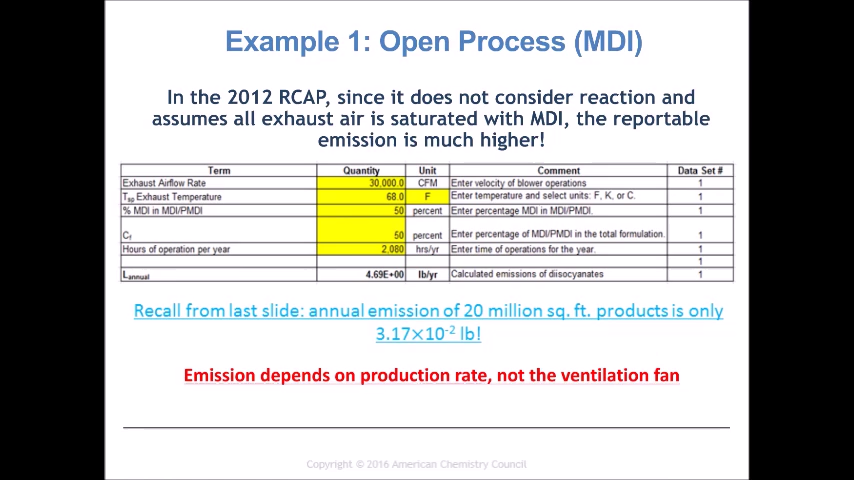 Example 1: Open Process (MDI)
In the 2012 RCAP, since it does not consider reaction and
assumes all exhaust air is saturated with MDI, the reportable
emission is much higher!
Term Quantity Unit Comment Data Set #
Exhaust Airflow Rate 30,000.0 CFM Enter velocity of blower operations 1
Tsp Exhaust Temperature 68.0 F Enter temperature and select units: F, K, or C. 1
% MDI in MDI/PMDI 50 percent Enter percentage MDI in MDI/PMDI. 1
Cf 50 percent Enter percentage of MDI/PMDI in the total formulation. 1
Hours of operation per year 2,080 hrs/yr Enter time of operations for the year. 1
1
Lannual 4.69E+00 lb/yr Calculated emissions of diisocyanates 1
Recall from last slide: annual emission of 20 million sq. ft. products is only
3.17×10⁻² lb!
Emission depends on production rate, not the ventilation fan
Copyright © 2016 American Chemistry Council